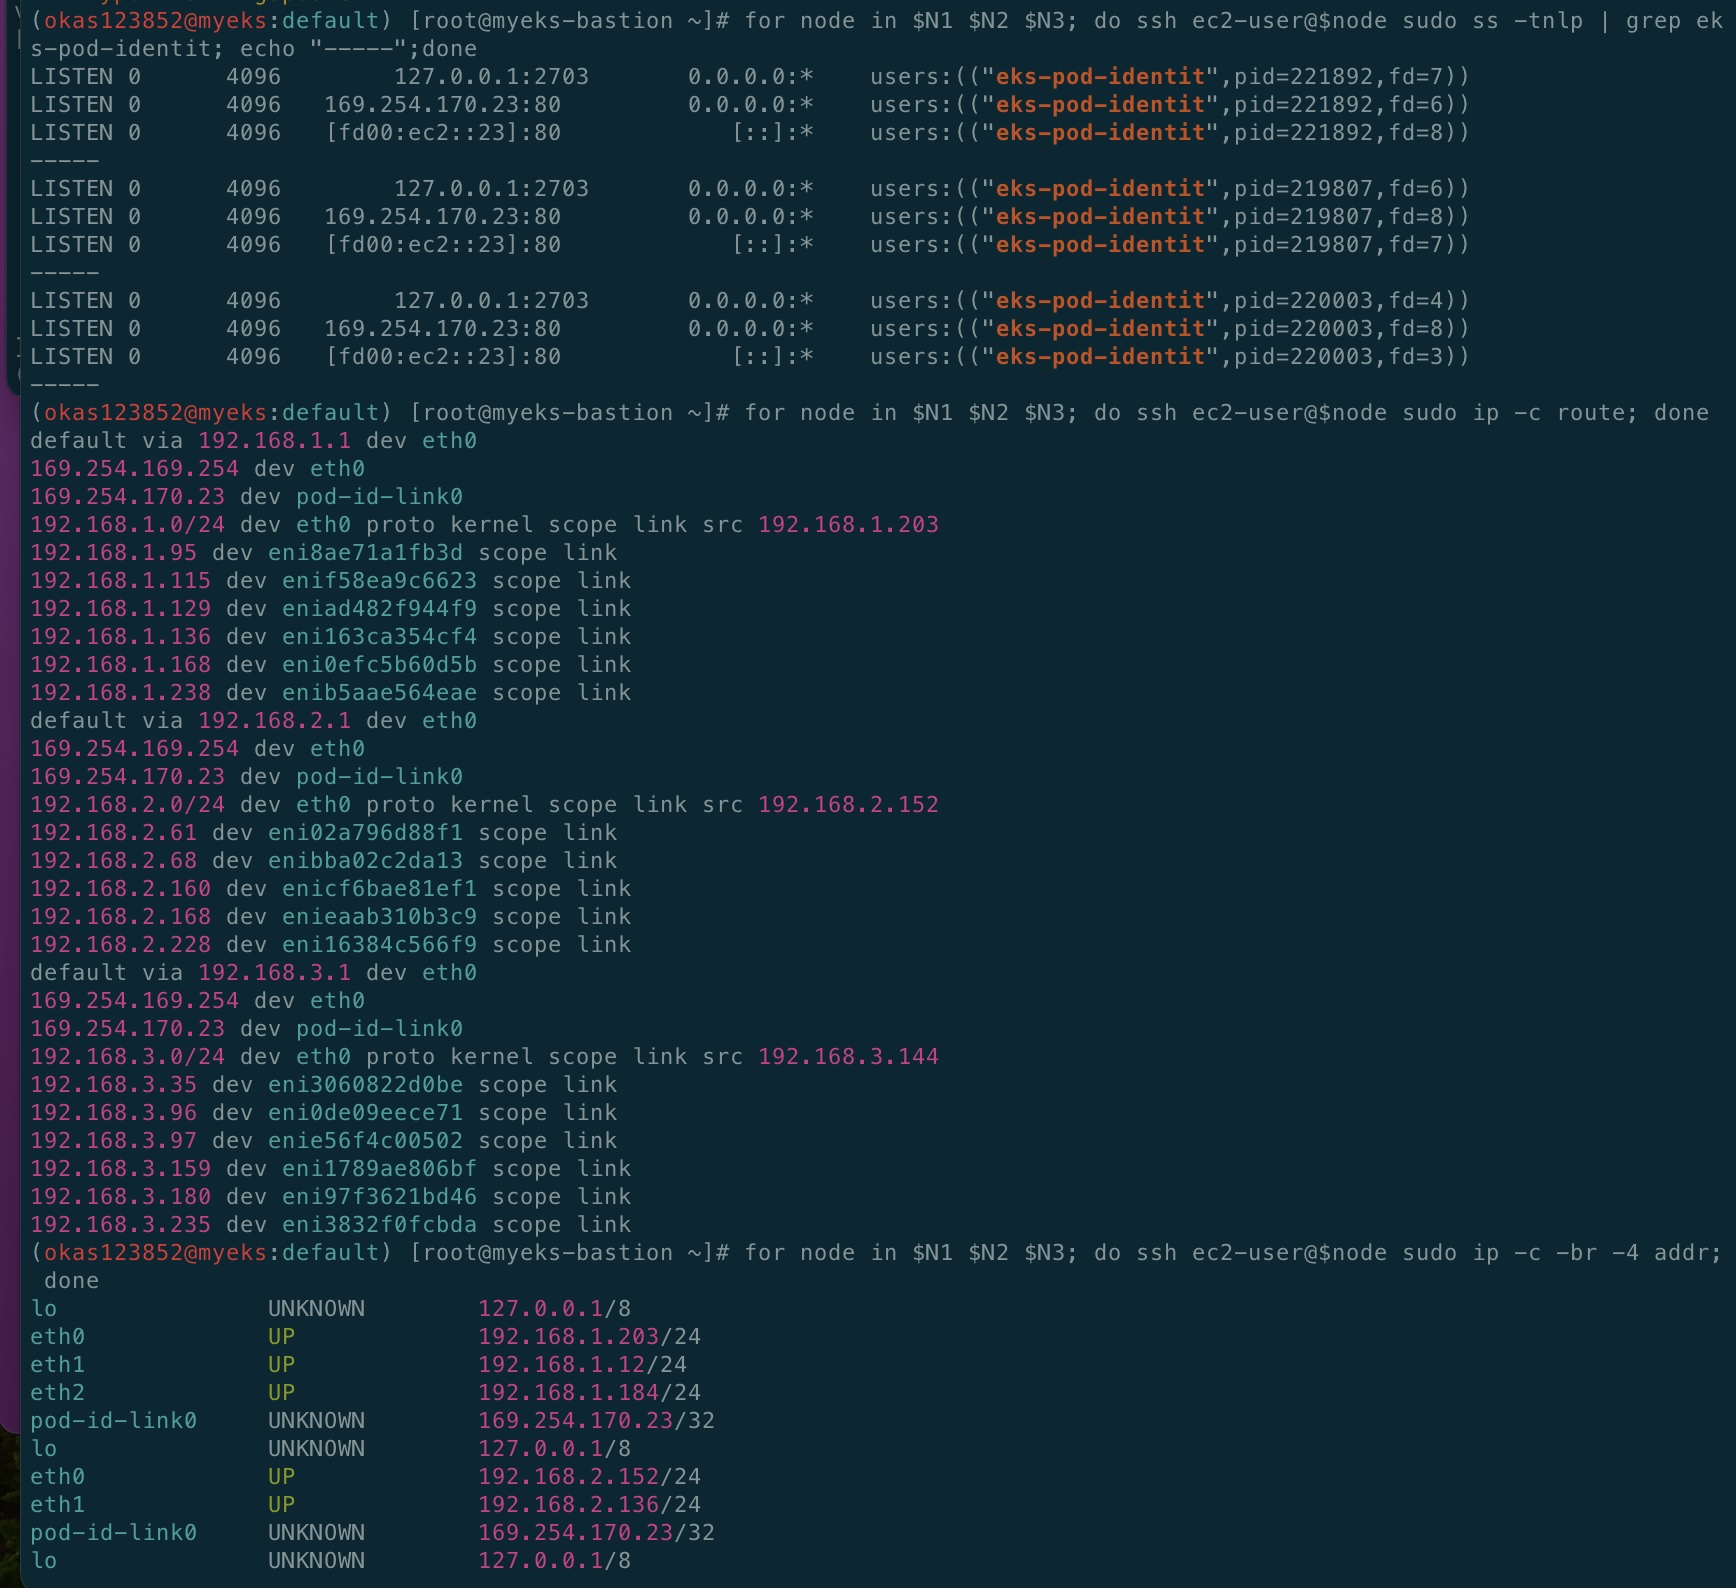 (okas123852@myeks:default) [root@myeks-bastion ~]# for node in $N1 $N2 $N3; do ssh ec2-user@$node sudo ss -tnlp | grep ek
s-pod-identit; echo "-----";done
LISTEN 0      4096        127.0.0.1:2703       0.0.0.0:*    users:(("eks-pod-identit",pid=221892,fd=7))
LISTEN 0      4096   169.254.170.23:80         0.0.0.0:*    users:(("eks-pod-identit",pid=221892,fd=6))
LISTEN 0      4096   [fd00:ec2::23]:80            [::]:*    users:(("eks-pod-identit",pid=221892,fd=8))
-----
LISTEN 0      4096        127.0.0.1:2703       0.0.0.0:*    users:(("eks-pod-identit",pid=219807,fd=6))
LISTEN 0      4096   169.254.170.23:80         0.0.0.0:*    users:(("eks-pod-identit",pid=219807,fd=8))
LISTEN 0      4096   [fd00:ec2::23]:80            [::]:*    users:(("eks-pod-identit",pid=219807,fd=7))
-----
LISTEN 0      4096        127.0.0.1:2703       0.0.0.0:*    users:(("eks-pod-identit",pid=220003,fd=4))
LISTEN 0      4096   169.254.170.23:80         0.0.0.0:*    users:(("eks-pod-identit",pid=220003,fd=8))
LISTEN 0      4096   [fd00:ec2::23]:80            [::]:*    users:(("eks-pod-identit",pid=220003,fd=3))
-----
(okas123852@myeks:default) [root@myeks-bastion ~]# for node in $N1 $N2 $N3; do ssh ec2-user@$node sudo ip -c route; done
default via 192.168.1.1 dev eth0
169.254.169.254 dev eth0
169.254.170.23 dev pod-id-link0
192.168.1.0/24 dev eth0 proto kernel scope link src 192.168.1.203
192.168.1.95 dev eni8ae71a1fb3d scope link
192.168.1.115 dev enif58ea9c6623 scope link
192.168.1.129 dev eniad482f944f9 scope link
192.168.1.136 dev eni163ca354cf4 scope link
192.168.1.168 dev eni0efc5b60d5b scope link
192.168.1.238 dev enib5aae564eae scope link
default via 192.168.2.1 dev eth0
169.254.169.254 dev eth0
169.254.170.23 dev pod-id-link0
192.168.2.0/24 dev eth0 proto kernel scope link src 192.168.2.152
192.168.2.61 dev eni02a796d88f1 scope link
192.168.2.68 dev enibba02c2da13 scope link
192.168.2.160 dev enicf6bae81ef1 scope link
192.168.2.168 dev enieaab310b3c9 scope link
192.168.2.228 dev eni16384c566f9 scope link
default via 192.168.3.1 dev eth0
169.254.169.254 dev eth0
169.254.170.23 dev pod-id-link0
192.168.3.0/24 dev eth0 proto kernel scope link src 192.168.3.144
192.168.3.35 dev eni3060822d0be scope link
192.168.3.96 dev eni0de09eece71 scope link
192.168.3.97 dev enie56f4c00502 scope link
192.168.3.159 dev eni1789ae806bf scope link
192.168.3.180 dev eni97f3621bd46 scope link
192.168.3.235 dev eni3832f0fcbda scope link
(okas123852@myeks:default) [root@myeks-bastion ~]# for node in $N1 $N2 $N3; do ssh ec2-user@$node sudo ip -c -br -4 addr;
 done
lo               UNKNOWN        127.0.0.1/8
eth0             UP             192.168.1.203/24
eth1             UP             192.168.1.12/24
eth2             UP             192.168.1.184/24
pod-id-link0     UNKNOWN        169.254.170.23/32
lo               UNKNOWN        127.0.0.1/8
eth0             UP             192.168.2.152/24
eth1             UP             192.168.2.136/24
pod-id-link0     UNKNOWN        169.254.170.23/32
lo               UNKNOWN        127.0.0.1/8